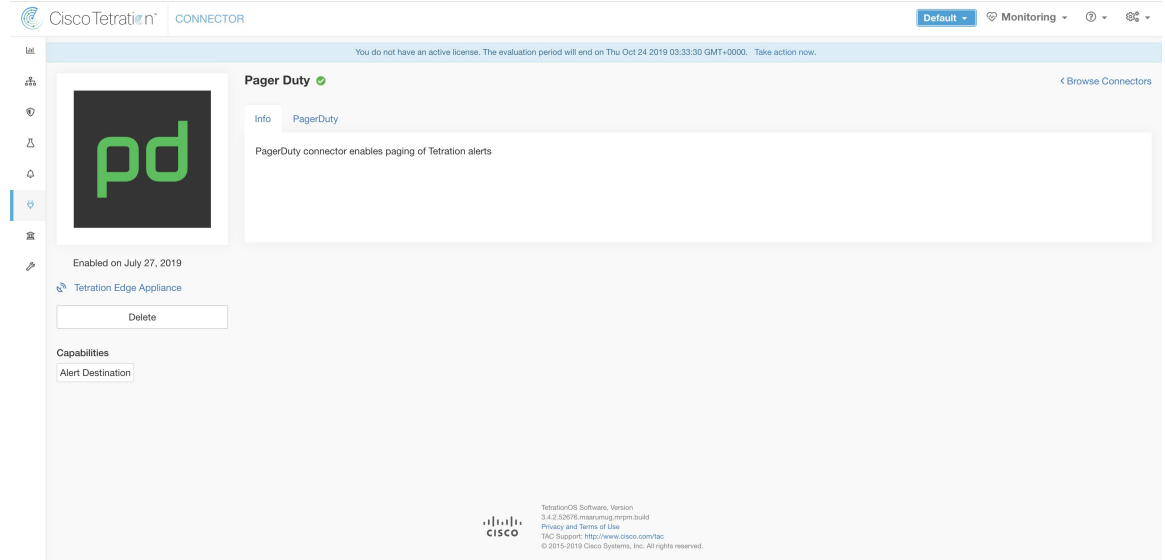 Cisco Tetration™ CONNECTOR Default Monitoring
You do not have an active license. The evaluation period will end on Thu Oct 24 2019 03:33:30 GMT+0000. Take action now.
Pager Duty Browse Connectors
pd
Info PagerDuty
PagerDuty connector enables paging of Tetration alerts
Enabled on July 27, 2019
Tetration Edge Appliance
Delete
Capabilities
Alert Destination
CISCO
TetrationOS Software, Version
3.4.2.52676.maarumug.mrpm.build
Privacy and Terms of Use
TAC Support: http://www.cisco.com/tac
© 2015-2019 Cisco Systems, Inc. All rights reserved.